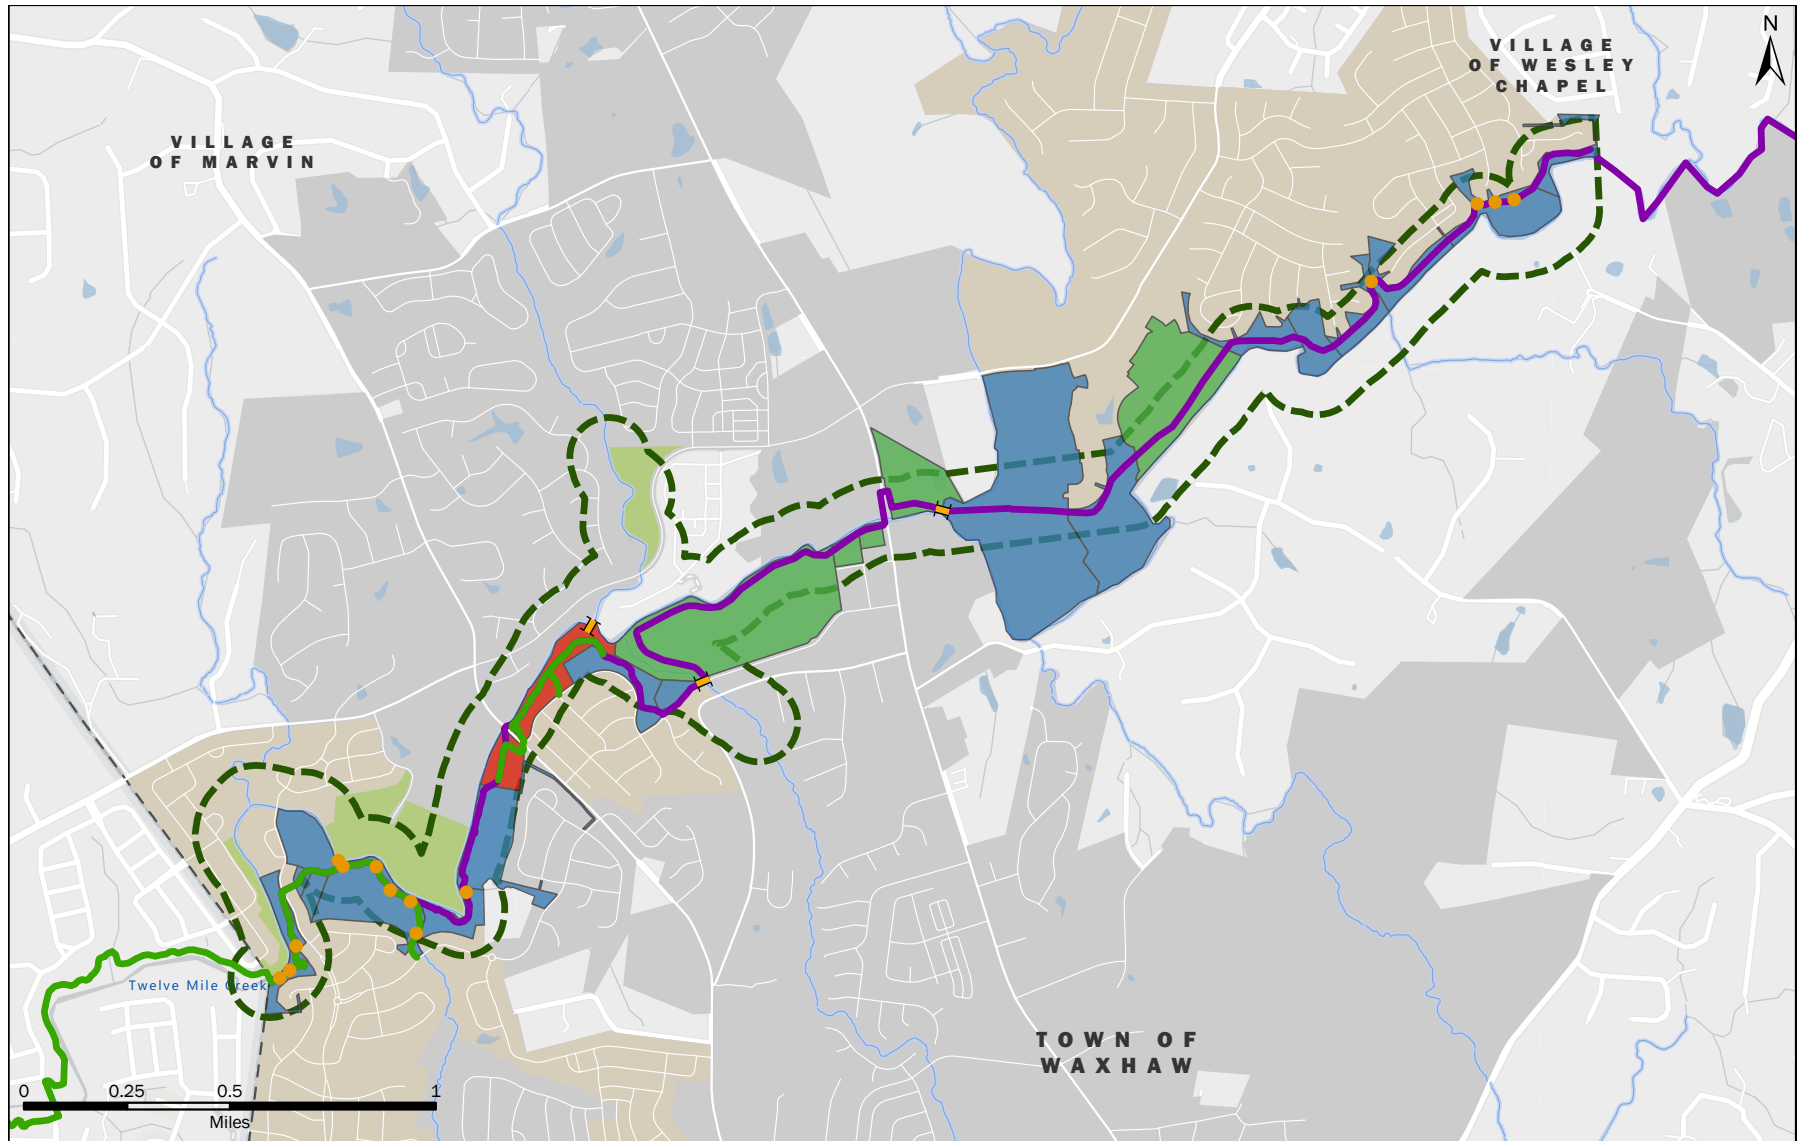 N
VILLAGE
OF WESLEY
CHAPEL
VILLAGE
OF MARVIN
Twelve Mile Creek
TOWN OF
WAXHAW
0 0.25 0.5 1
Miles